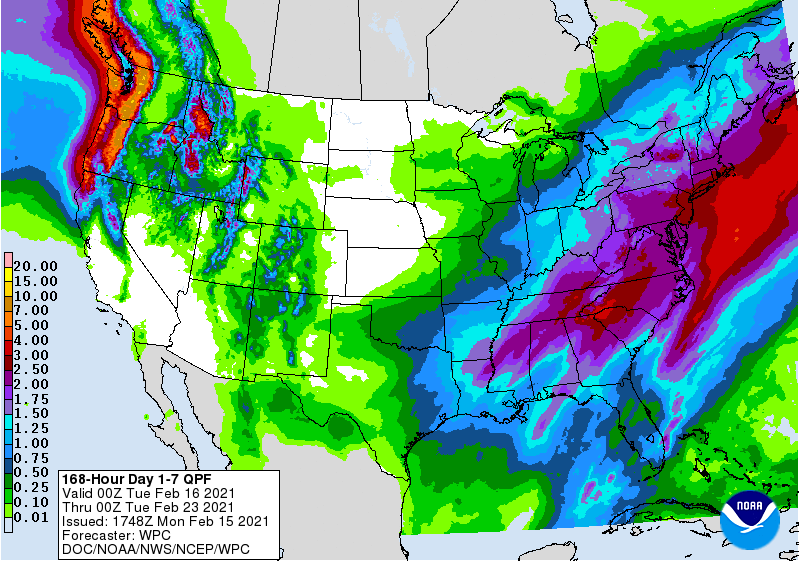 NOAA
20.00
15.00
10.00
7.00
5.00
4.00
3.00
2.50
2.00
1.75
1.50
1.25
1.00
0.75
0.50
0.25
0.10
0.01
168-Hour Day 1-7 QPF
Valid 00Z Tue Feb 16 2021
Thru 00Z Tue Feb 23 2021
Issued: 1748Z Mon Feb 15 2021
Forecaster: WPC
DOC/NOAA/NWS/NCEP/WPC